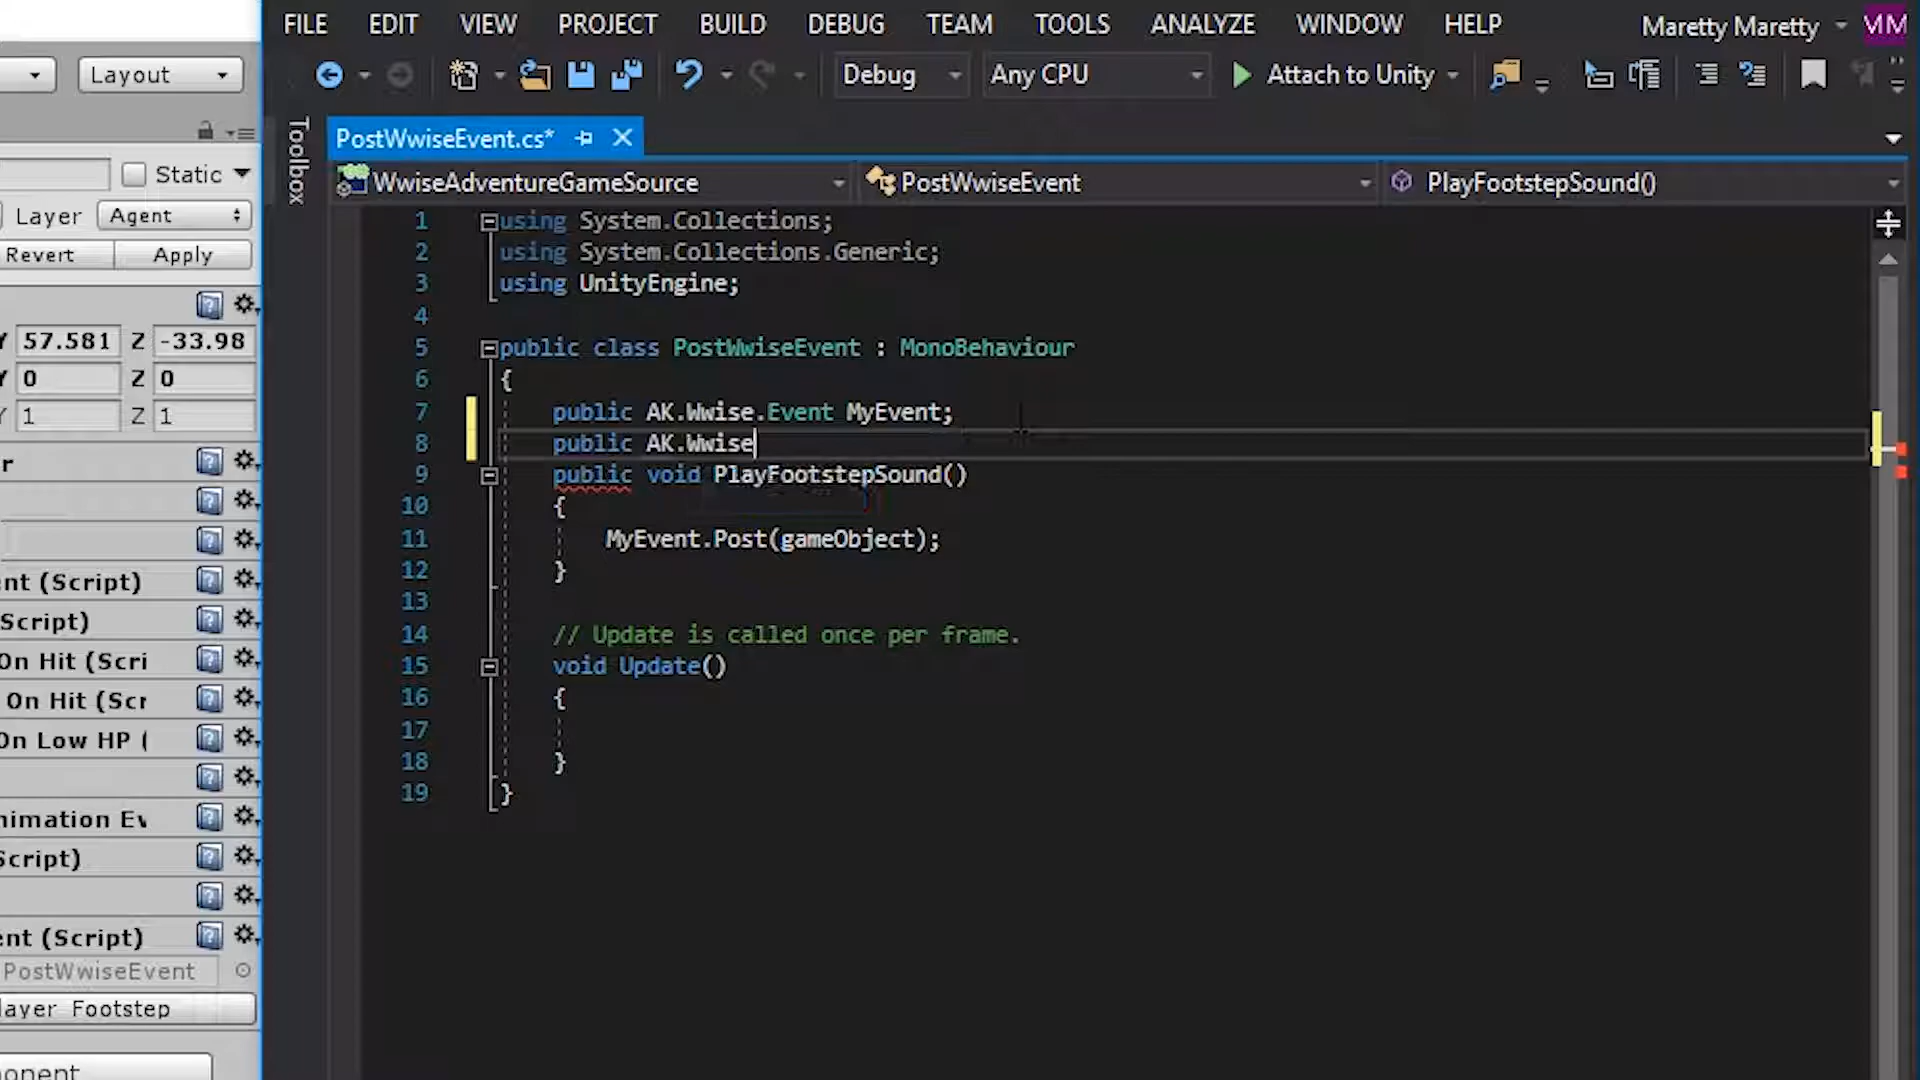 FILE EDIT VIEW PROJECT BUILD DEBUG TEAM TOOLS ANALYZE WINDOW HELP Maretty Maretty MM
Layout
Debug Any CPU Attach to Unity
Toolbox
PostWwiseEvent.cs*
WwiseAdventureGameSource PostWwiseEvent PlayFootstepSound()
Static
Layer Agent
Revert Apply
Y 57.581 Z -33.98
Y 0 Z 0
Y 1 Z 1
r
nt (Script)
Script)
On Hit (Scri
On Hit (Scr
On Low HP (
nimation Ev
Script)
ent (Script)
PostWwiseEvent
layer Footstep
ponent
1 using System.Collections;
2 using System.Collections.Generic;
3 using UnityEngine;
4
5 public class PostWwiseEvent : MonoBehaviour
6 {
7 public AK.Wwise.Event MyEvent;
8 public AK.Wwise
9 public void PlayFootstepSound()
10 {
11 MyEvent.Post(gameObject);
12 }
13
14 // Update is called once per frame.
15 void Update()
16 {
17
18 }
19 }